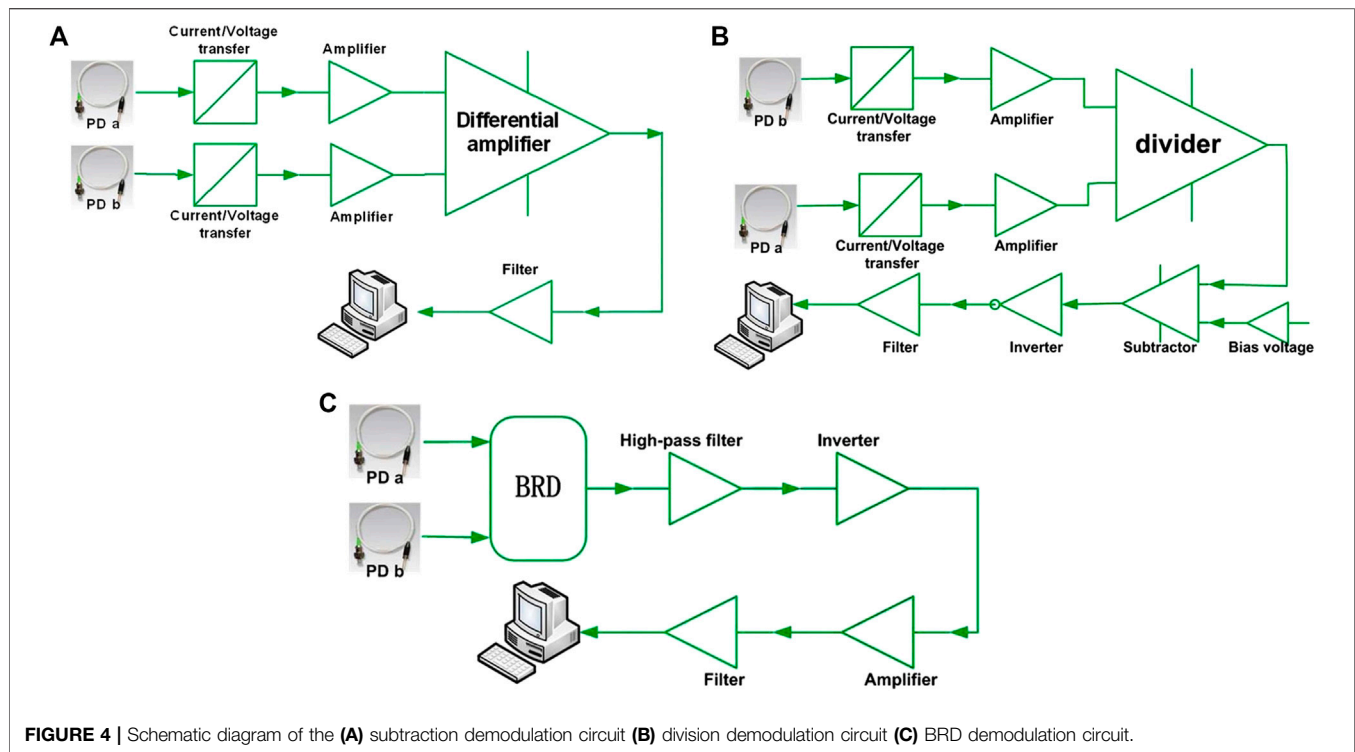 A
Current/Voltage
transfer
Amplifier
PD a
Differential
amplifier
PD b
Current/Voltage
transfer
Amplifier
Filter
B
PD b
Current/Voltage
transfer
Amplifier
divider
PD a
Current/Voltage
transfer
Amplifier
Filter
Inverter
Subtractor
Bias voltage
C
PD a
High-pass filter
Inverter
BRD
PD b
Filter
Amplifier
FIGURE 4 | Schematic diagram of the (A) subtraction demodulation circuit (B) division demodulation circuit (C) BRD demodulation circuit.